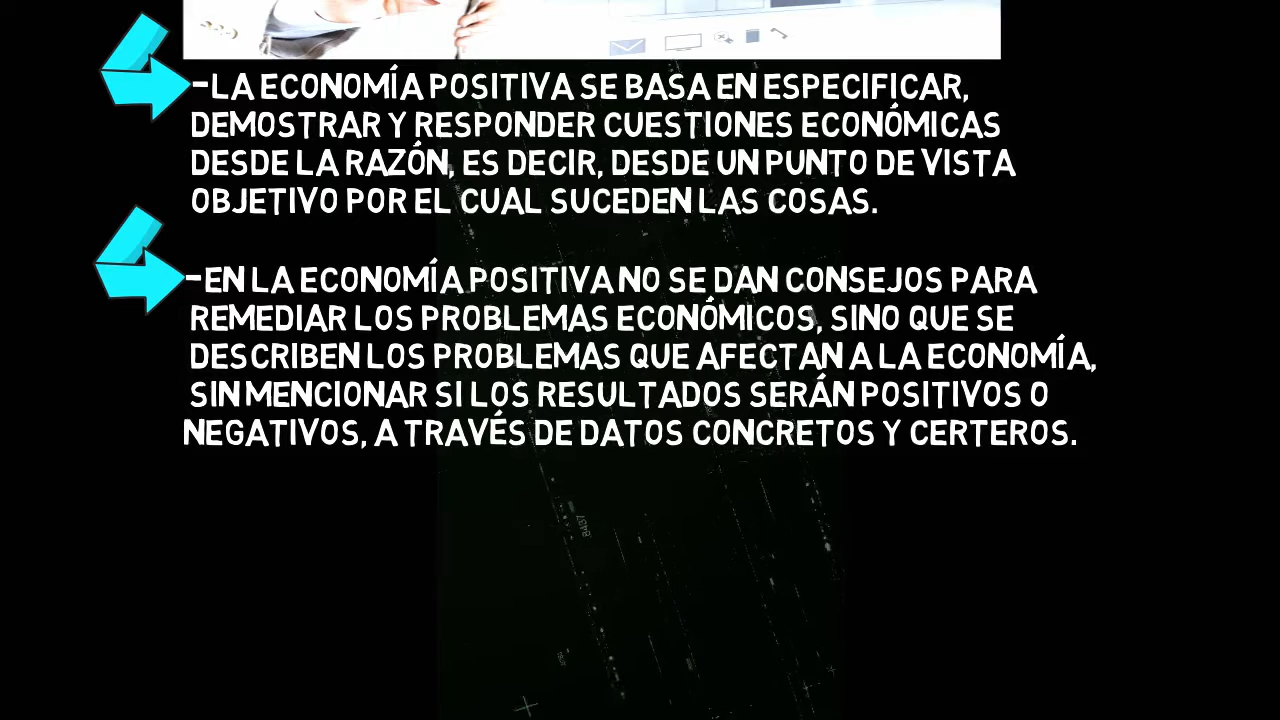 -LA ECONOMÍA POSITIVA SE BASA EN ESPECIFICAR,
DEMOSTRAR Y RESPONDER CUESTIONES ECONÓMICAS
DESDE LA RAZÓN, ES DECIR, DESDE UN PUNTO DE VISTA
OBJETIVO POR EL CUAL SUCEDEN LAS COSAS.
-EN LA ECONOMÍA POSITIVA NO SE DAN CONSEJOS PARA
REMEDIAR LOS PROBLEMAS ECONÓMICOS, SINO QUE SE
DESCRIBEN LOS PROBLEMAS QUE AFECTAN A LA ECONOMÍA,
SIN MENCIONAR SI LOS RESULTADOS SERÁN POSITIVOS O
NEGATIVOS, A TRAVÉS DE DATOS CONCRETOS Y CERTEROS.